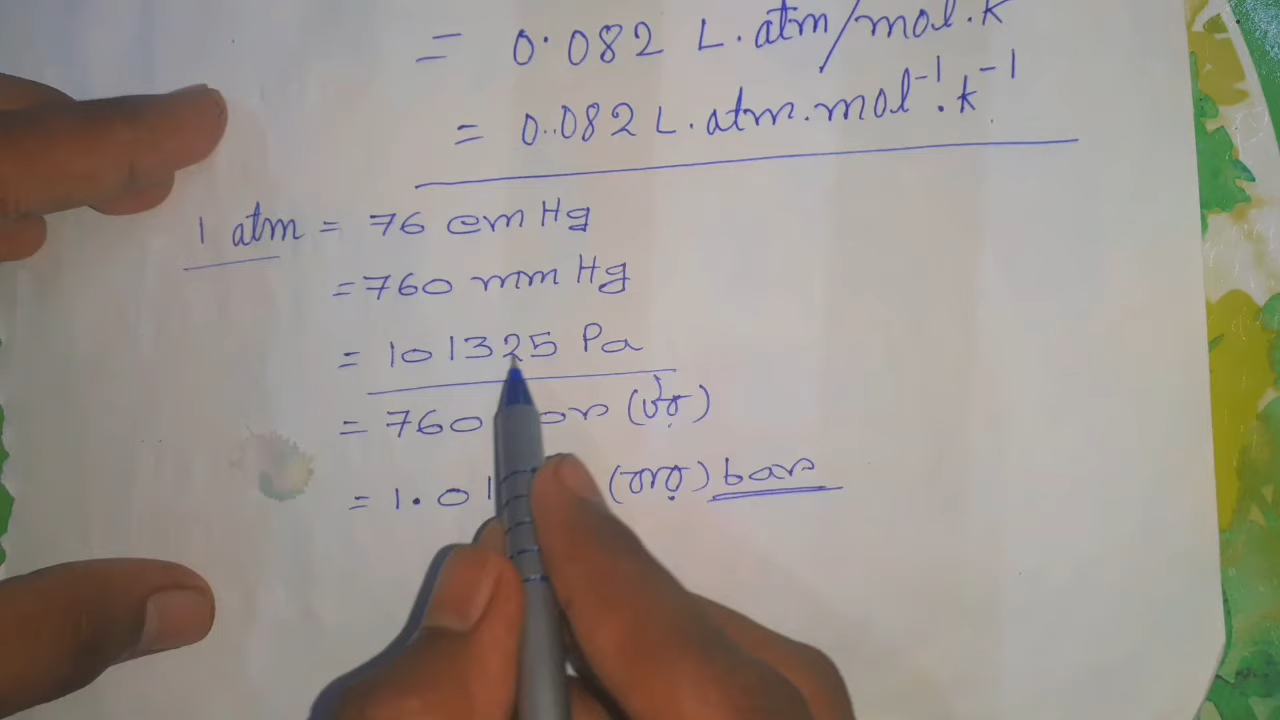 = 0.082 L.atm/mol.k
= 0..082 L.atm.mol⁻¹.k⁻¹
1 atm = 76 cm Hg
= 760 mm Hg
= 101325 Pa
= 760
= 1.01 bar